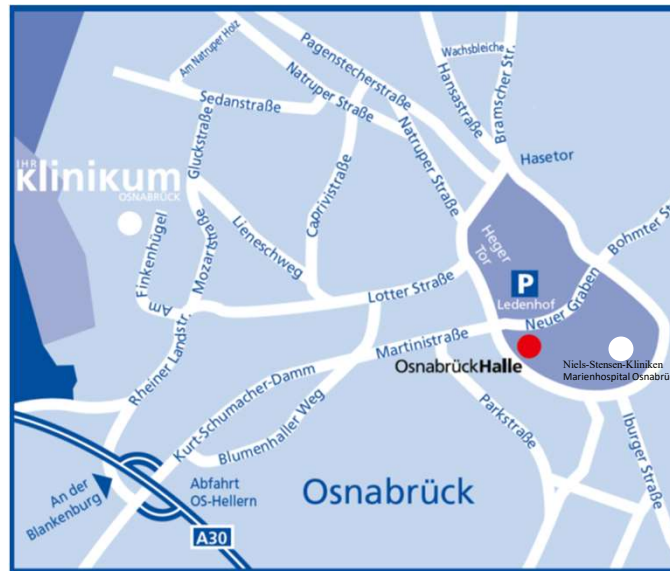 Am Natruper Holz
Pagenstecherstraße
Wachsbleiche
Natruper Straße
Hansastraße
Bramscher Str.
Sedanstraße
Natruper Straße
Hasetor
IHR
Klinikum
OSNABRÜCK
Gluckstraße
Caprivistraße
Lieneschweg
Mozartstraße
Am Finkenhügel
Heger
Tor
Bohmter St
P
Ledenhof
Neuer Graben
Lotter Straße
Rheiner Landstr.
Martinistraße
OsnabrückHalle
Niels-Stensen-Kliniken
Marienhospital Osnabrü
Kurt-Schumacher-Damm
Blumenhaller Weg
Parkstraße
Iburger Straße
An der
Blankenburg
Abfahrt
OS-Hellern
Osnabrück
A30